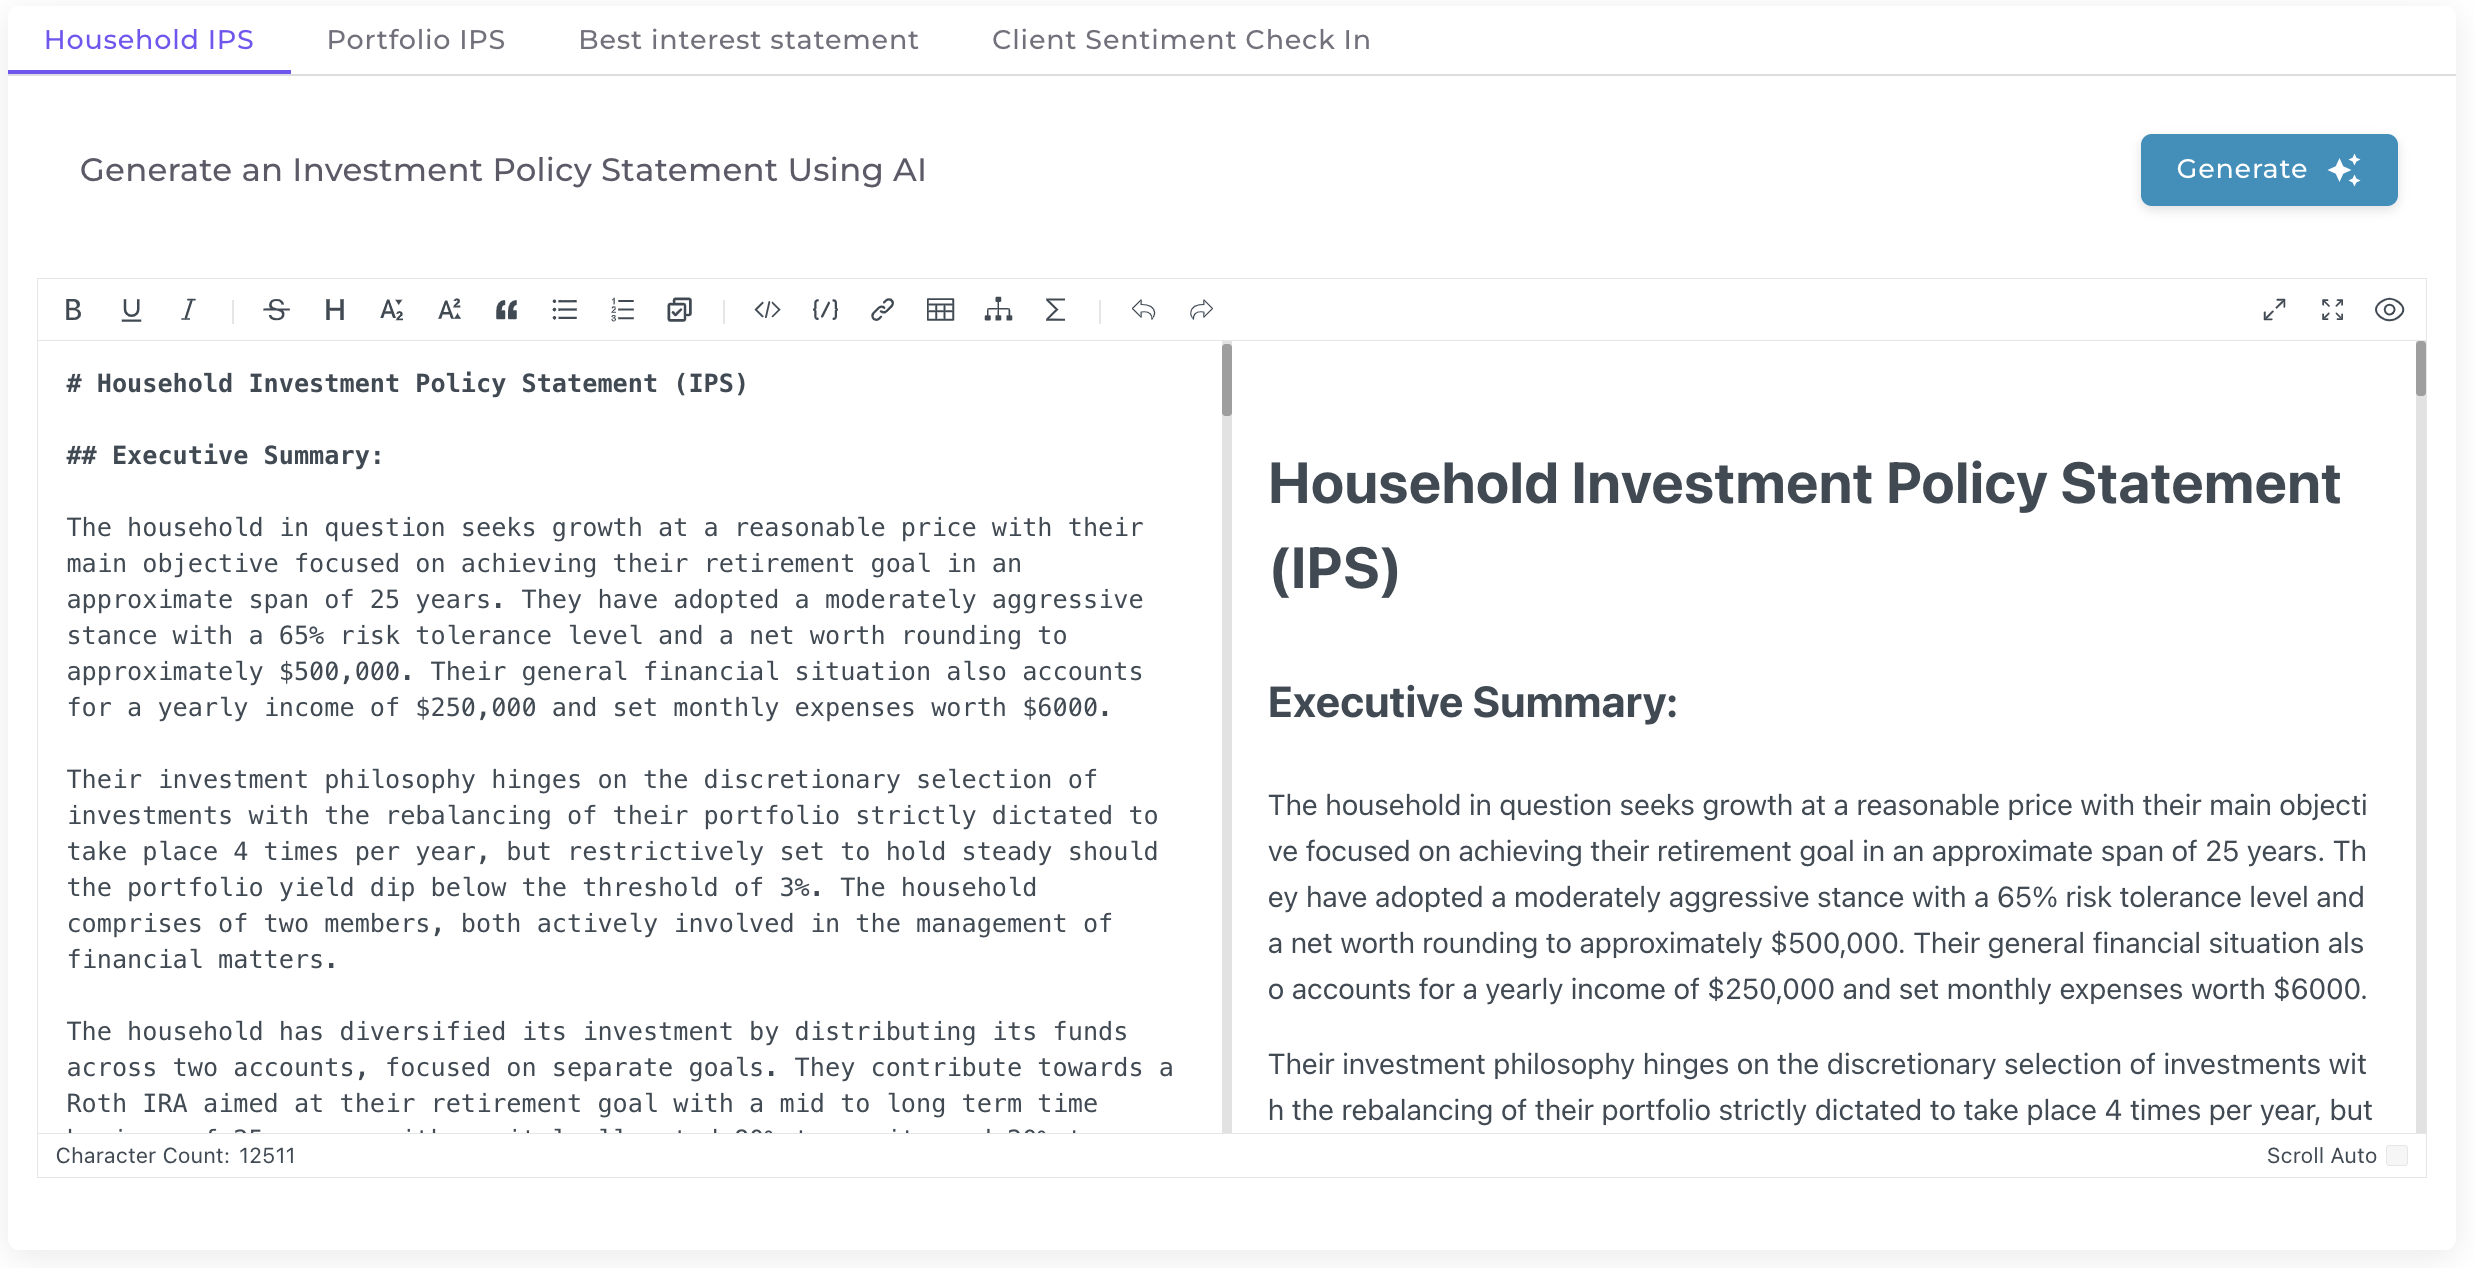 Household IPS Portfolio IPS Best interest statement Client Sentiment Check In
Generate an Investment Policy Statement Using AI
Generate
# Household Investment Policy Statement (IPS)
## Executive Summary:
The household in question seeks growth at a reasonable price with their
main objective focused on achieving their retirement goal in an
approximate span of 25 years. They have adopted a moderately aggressive
stance with a 65% risk tolerance level and a net worth rounding to
approximately $500,000. Their general financial situation also accounts
for a yearly income of $250,000 and set monthly expenses worth $6000.
Their investment philosophy hinges on the discretionary selection of
investments with the rebalancing of their portfolio strictly dictated to
take place 4 times per year, but restrictively set to hold steady should
the portfolio yield dip below the threshold of 3%. The household
comprises of two members, both actively involved in the management of
financial matters.
The household has diversified its investment by distributing its funds
across two accounts, focused on separate goals. They contribute towards a
Roth IRA aimed at their retirement goal with a mid to long term time
Household Investment Policy Statement
(IPS)
Executive Summary:
The household in question seeks growth at a reasonable price with their main objecti
ve focused on achieving their retirement goal in an approximate span of 25 years. Th
ey have adopted a moderately aggressive stance with a 65% risk tolerance level and
a net worth rounding to approximately $500,000. Their general financial situation als
o accounts for a yearly income of $250,000 and set monthly expenses worth $6000.
Their investment philosophy hinges on the discretionary selection of investments wit
h the rebalancing of their portfolio strictly dictated to take place 4 times per year, but
Character Count: 12511
Scroll Auto